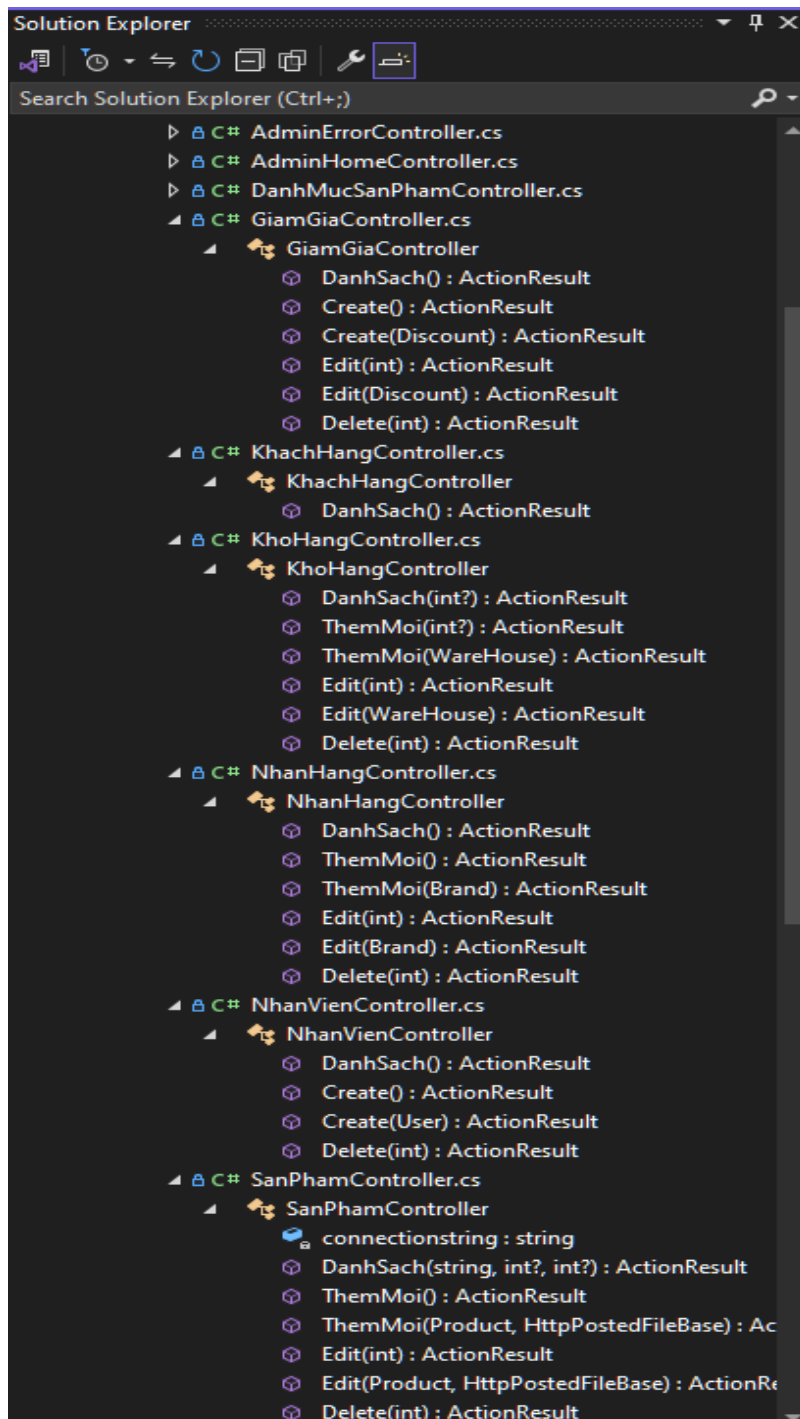 Solution Explorer
Search Solution Explorer (Ctrl+;)
C# AdminErrorController.cs
C# AdminHomeController.cs
C# DanhMucSanPhamController.cs
C# GiamGiaController.cs
GiamGiaController
DanhSach() : ActionResult
Create() : ActionResult
Create(Discount) : ActionResult
Edit(int) : ActionResult
Edit(Discount) : ActionResult
Delete(int) : ActionResult
C# KhachHangController.cs
KhachHangController
DanhSach() : ActionResult
C# KhoHangController.cs
KhoHangController
DanhSach(int?) : ActionResult
ThemMoi(int?) : ActionResult
ThemMoi(WareHouse) : ActionResult
Edit(int) : ActionResult
Edit(WareHouse) : ActionResult
Delete(int) : ActionResult
C# NhanHangController.cs
NhanHangController
DanhSach() : ActionResult
ThemMoi() : ActionResult
ThemMoi(Brand) : ActionResult
Edit(int) : ActionResult
Edit(Brand) : ActionResult
Delete(int) : ActionResult
C# NhanVienController.cs
NhanVienController
DanhSach() : ActionResult
Create() : ActionResult
Create(User) : ActionResult
Delete(int) : ActionResult
C# SanPhamController.cs
SanPhamController
connectionstring : string
DanhSach(string, int?, int?) : ActionResult
ThemMoi() : ActionResult
ThemMoi(Product, HttpPostedFileBase) : Ac
Edit(int) : ActionResult
Edit(Product, HttpPostedFileBase) : ActionRe
Delete(int) : ActionResult